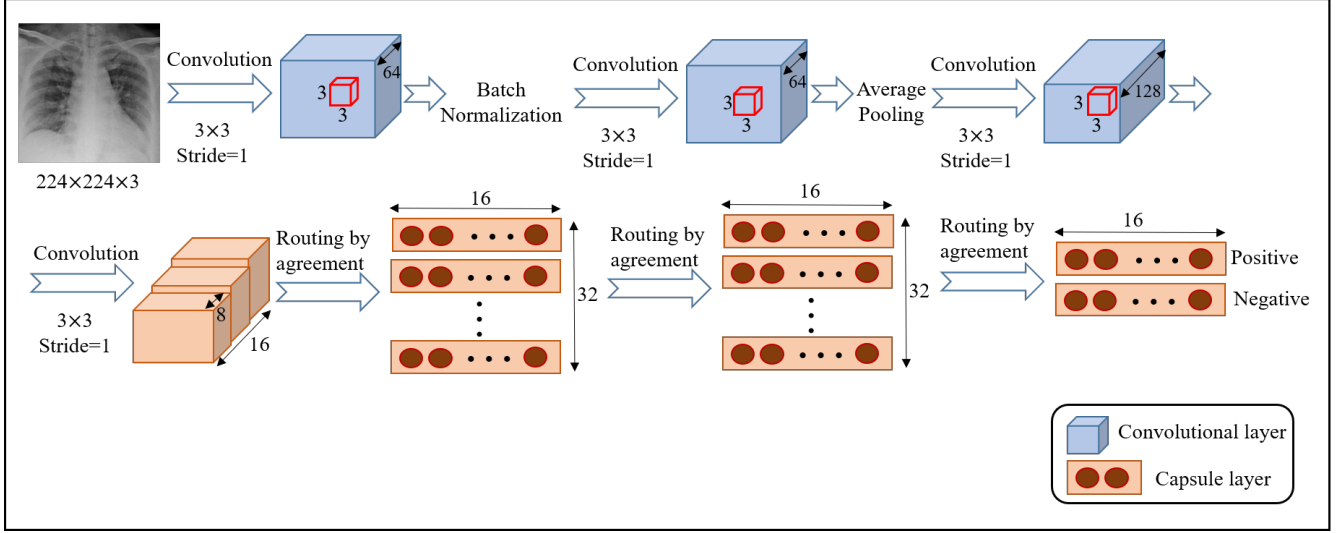 224×224×3
Convolution
3×3
Stride=1
64
3
3
Batch
Normalization
Convolution
3×3
Stride=1
64
3
3
Average
Pooling
Convolution
3×3
Stride=1
128
3
3
Convolution
3×3
Stride=1
8
16
Routing by
agreement
16
32
Routing by
agreement
16
32
Routing by
agreement
16
Positive
Negative
Convolutional layer
Capsule layer